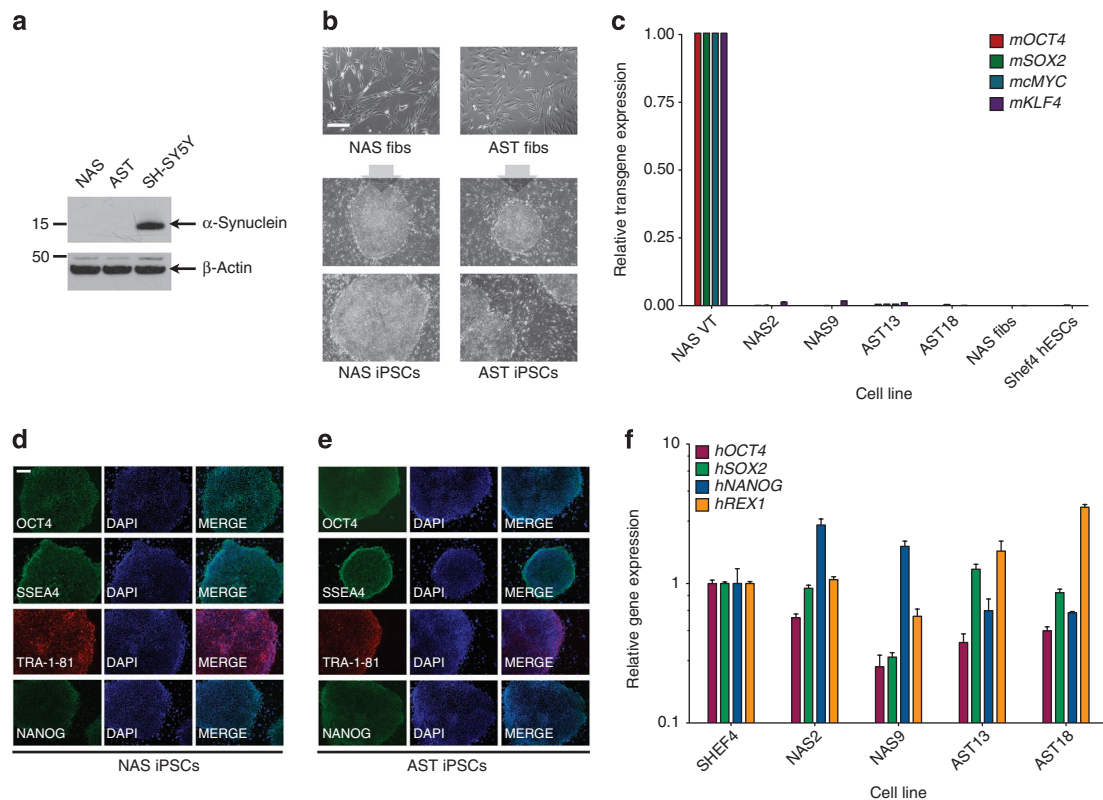 a
NAS
AST
SH-SY5Y
15
α-Synuclein
50
β-Actin
b
NAS fibs
AST fibs
NAS iPSCs
AST iPSCs
c
Relative transgene expression
1.00
0.75
0.50
0.25
0.00
mOCT4
mSOX2
mcMYC
mKLF4
NAS VT
NAS2
NAS9
AST13
AST18
NAS fibs
Shef4 hESCs
Cell line
d
OCT4
DAPI
MERGE
SSEA4
DAPI
MERGE
TRA-1-81
DAPI
MERGE
NANOG
DAPI
MERGE
NAS iPSCs
e
OCT4
DAPI
MERGE
SSEA4
DAPI
MERGE
TRA-1-81
DAPI
MERGE
NANOG
DAPI
MERGE
AST iPSCs
f
Relative gene expression
10
1
0.1
hOCT4
hSOX2
hNANOG
hREX1
SHEF4
NAS2
NAS9
AST13
AST18
Cell line